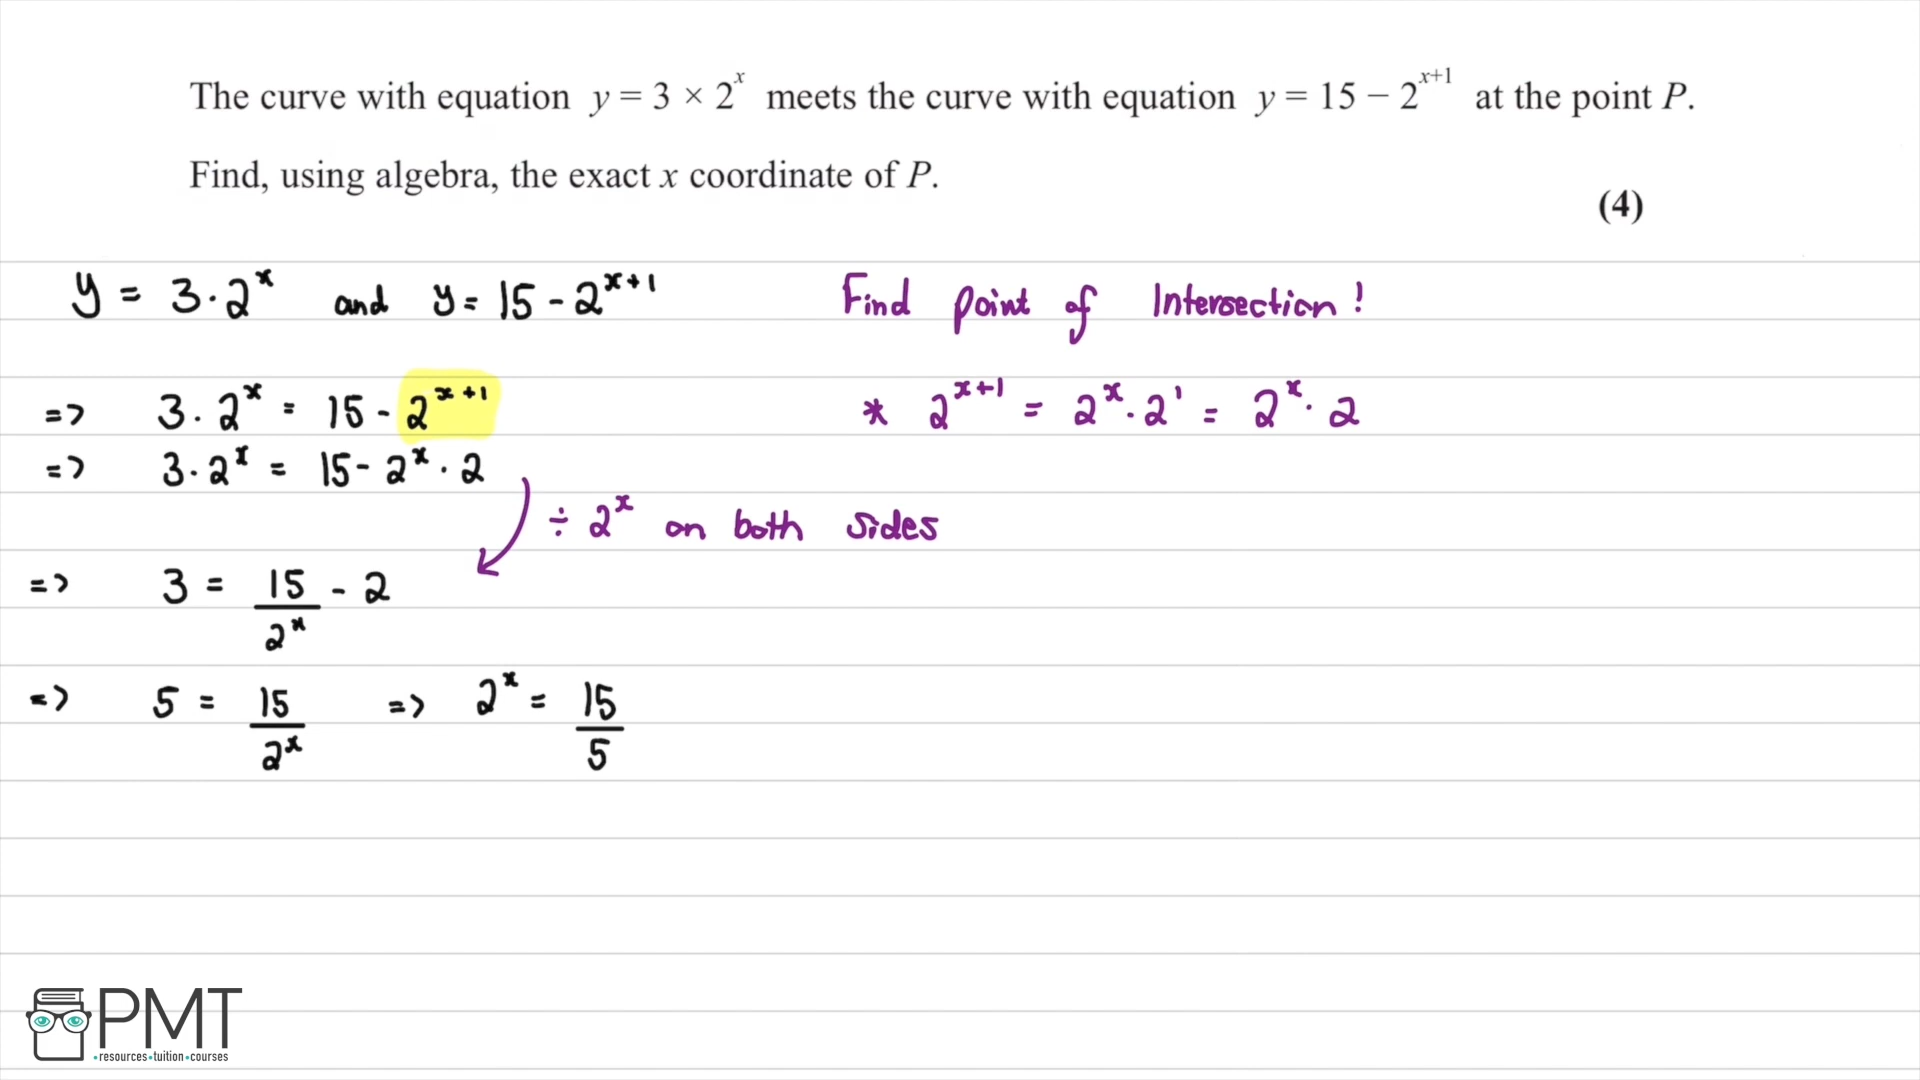 The curve with equation y = 3 × 2^x meets the curve with equation y = 15 − 2^(x+1) at the point P.
Find, using algebra, the exact x coordinate of P.
(4)
y = 3·2^x and y = 15 - 2^(x+1) Find point of Intersection!
=> 3·2^x = 15 - 2^(x+1) * 2^(x+1) = 2^x·2^1 = 2^x·2
=> 3·2^x = 15 - 2^x·2
÷ 2^x on both sides
=> 3 = 15/2^x - 2
=> 5 = 15/2^x => 2^x = 15/5
PMT
•resources•tuition•courses